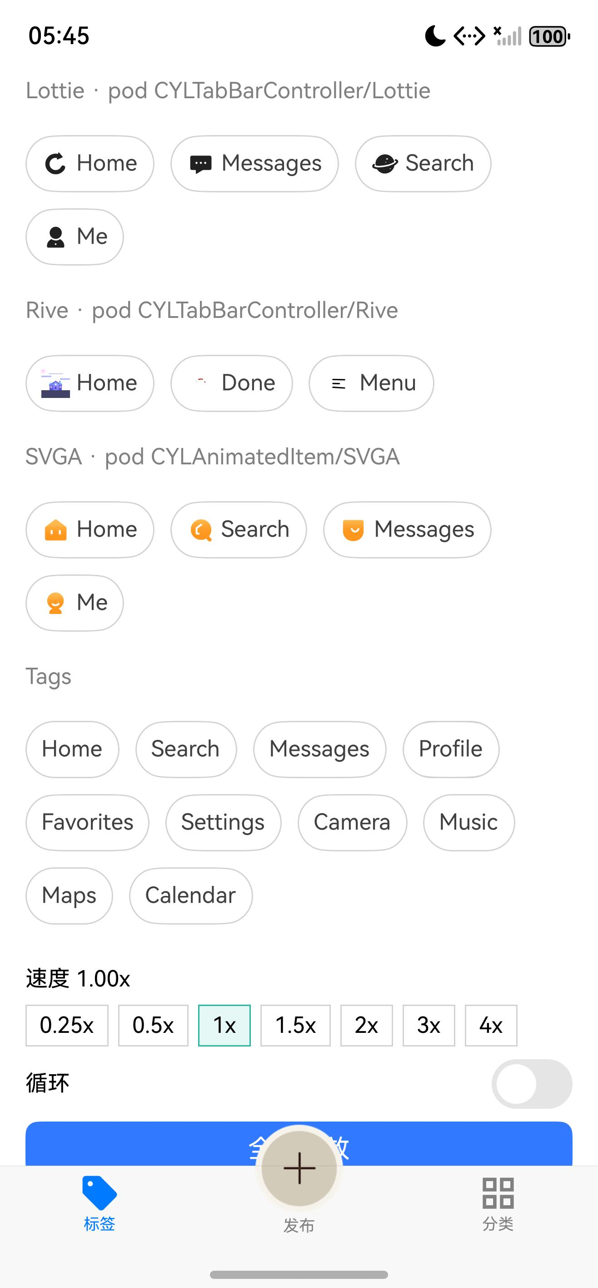 05:45
100
Lottie · pod CYLTabBarController/Lottie
Home Messages Search
Me
Rive · pod CYLTabBarController/Rive
Home Done Menu
SVGA · pod CYLAnimatedItem/SVGA
Home Search Messages
Me
Tags
Home Search Messages Profile
Favorites Settings Camera Music
Maps Calendar
速度 1.00x
0.25x 0.5x 1x 1.5x 2x 3x 4x
循环
标签 发布 分类